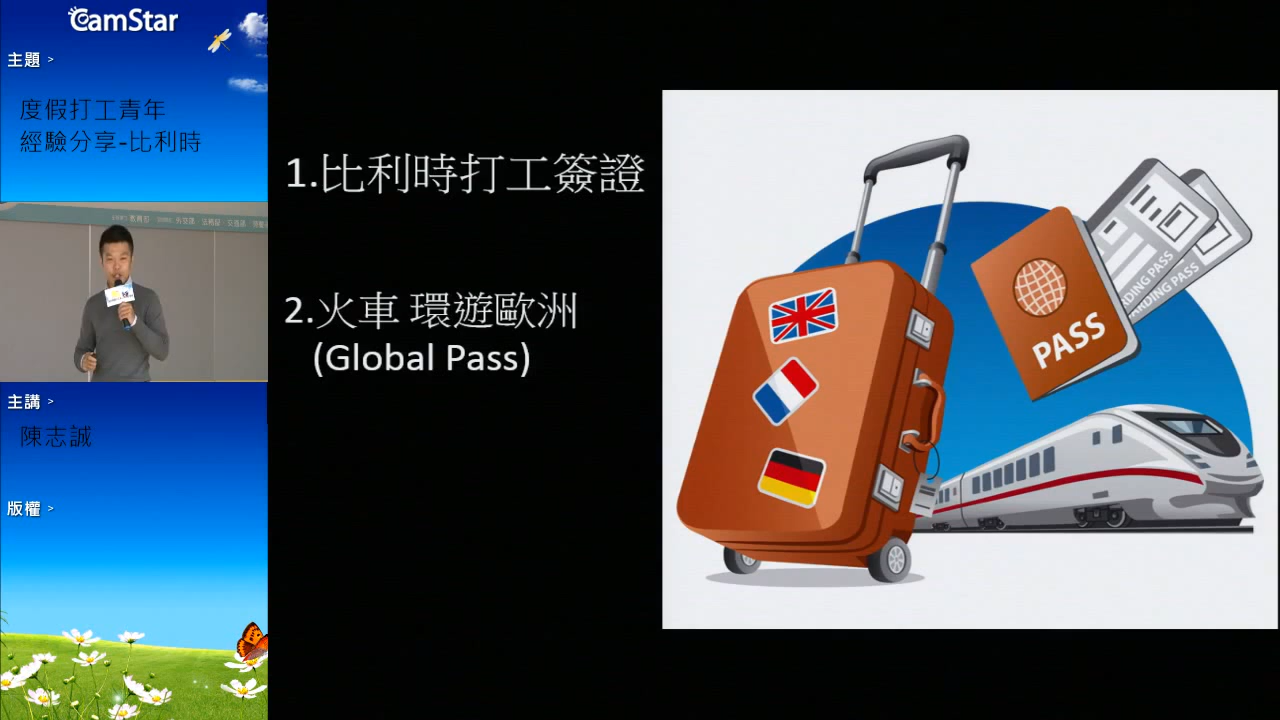 CamStar
主題 >
度假打工青年
經驗分享-比利時
主講 >
陳志誠
版權 >
1.比利時打工簽證
2.火車 環遊歐洲
(Global Pass)
PASS
BOARDING PASS